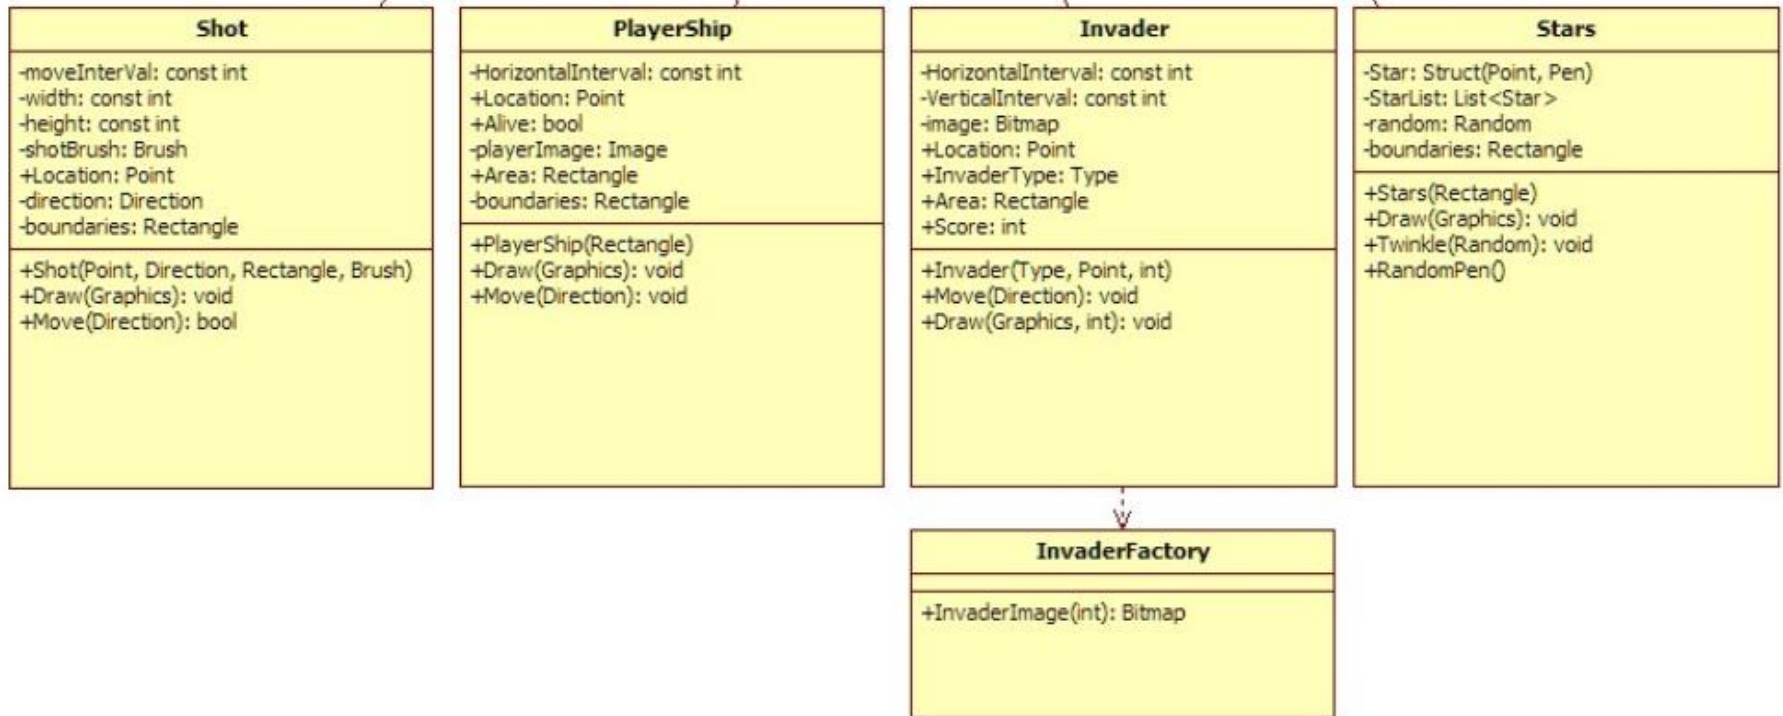 Shot
-moveInterVal: const int
-width: const int
-height: const int
-shotBrush: Brush
+Location: Point
-direction: Direction
-boundaries: Rectangle
+Shot(Point, Direction, Rectangle, Brush)
+Draw(Graphics): void
+Move(Direction): bool
PlayerShip
-HorizontalInterval: const int
+Location: Point
+Alive: bool
-playerImage: Image
+Area: Rectangle
-boundaries: Rectangle
+PlayerShip(Rectangle)
+Draw(Graphics): void
+Move(Direction): void
Invader
-HorizontalInterval: const int
-VerticalInterval: const int
-image: Bitmap
+Location: Point
+InvaderType: Type
+Area: Rectangle
+Score: int
+Invader(Type, Point, int)
+Move(Direction): void
+Draw(Graphics, int): void
Stars
-Star: Struct(Point, Pen)
-StarList: List<Star>
-random: Random
-boundaries: Rectangle
+Stars(Rectangle)
+Draw(Graphics): void
+Twinkle(Random): void
+RandomPen()
InvaderFactory
+InvaderImage(int): Bitmap